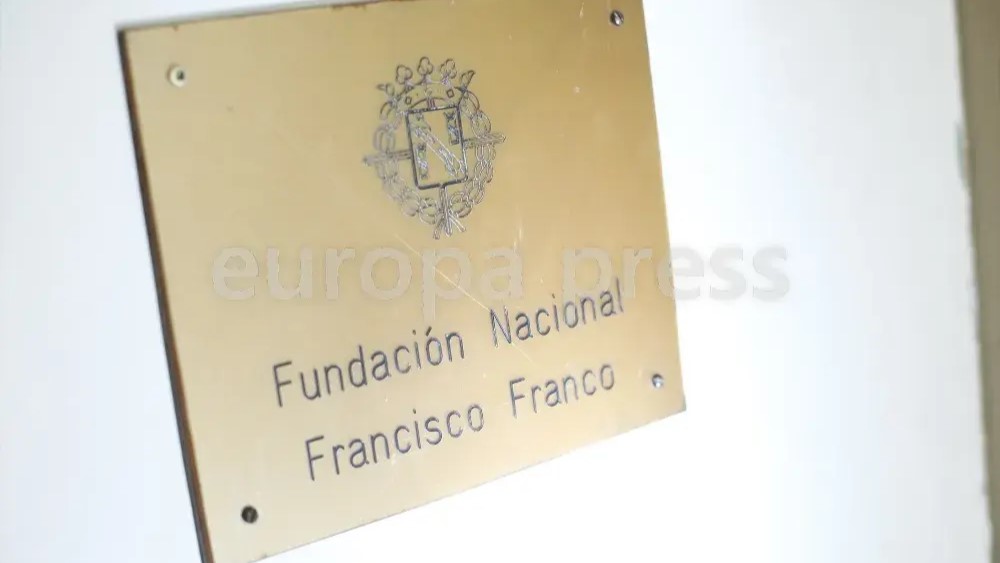 europa press
Fundación Nacional
Francisco Franco